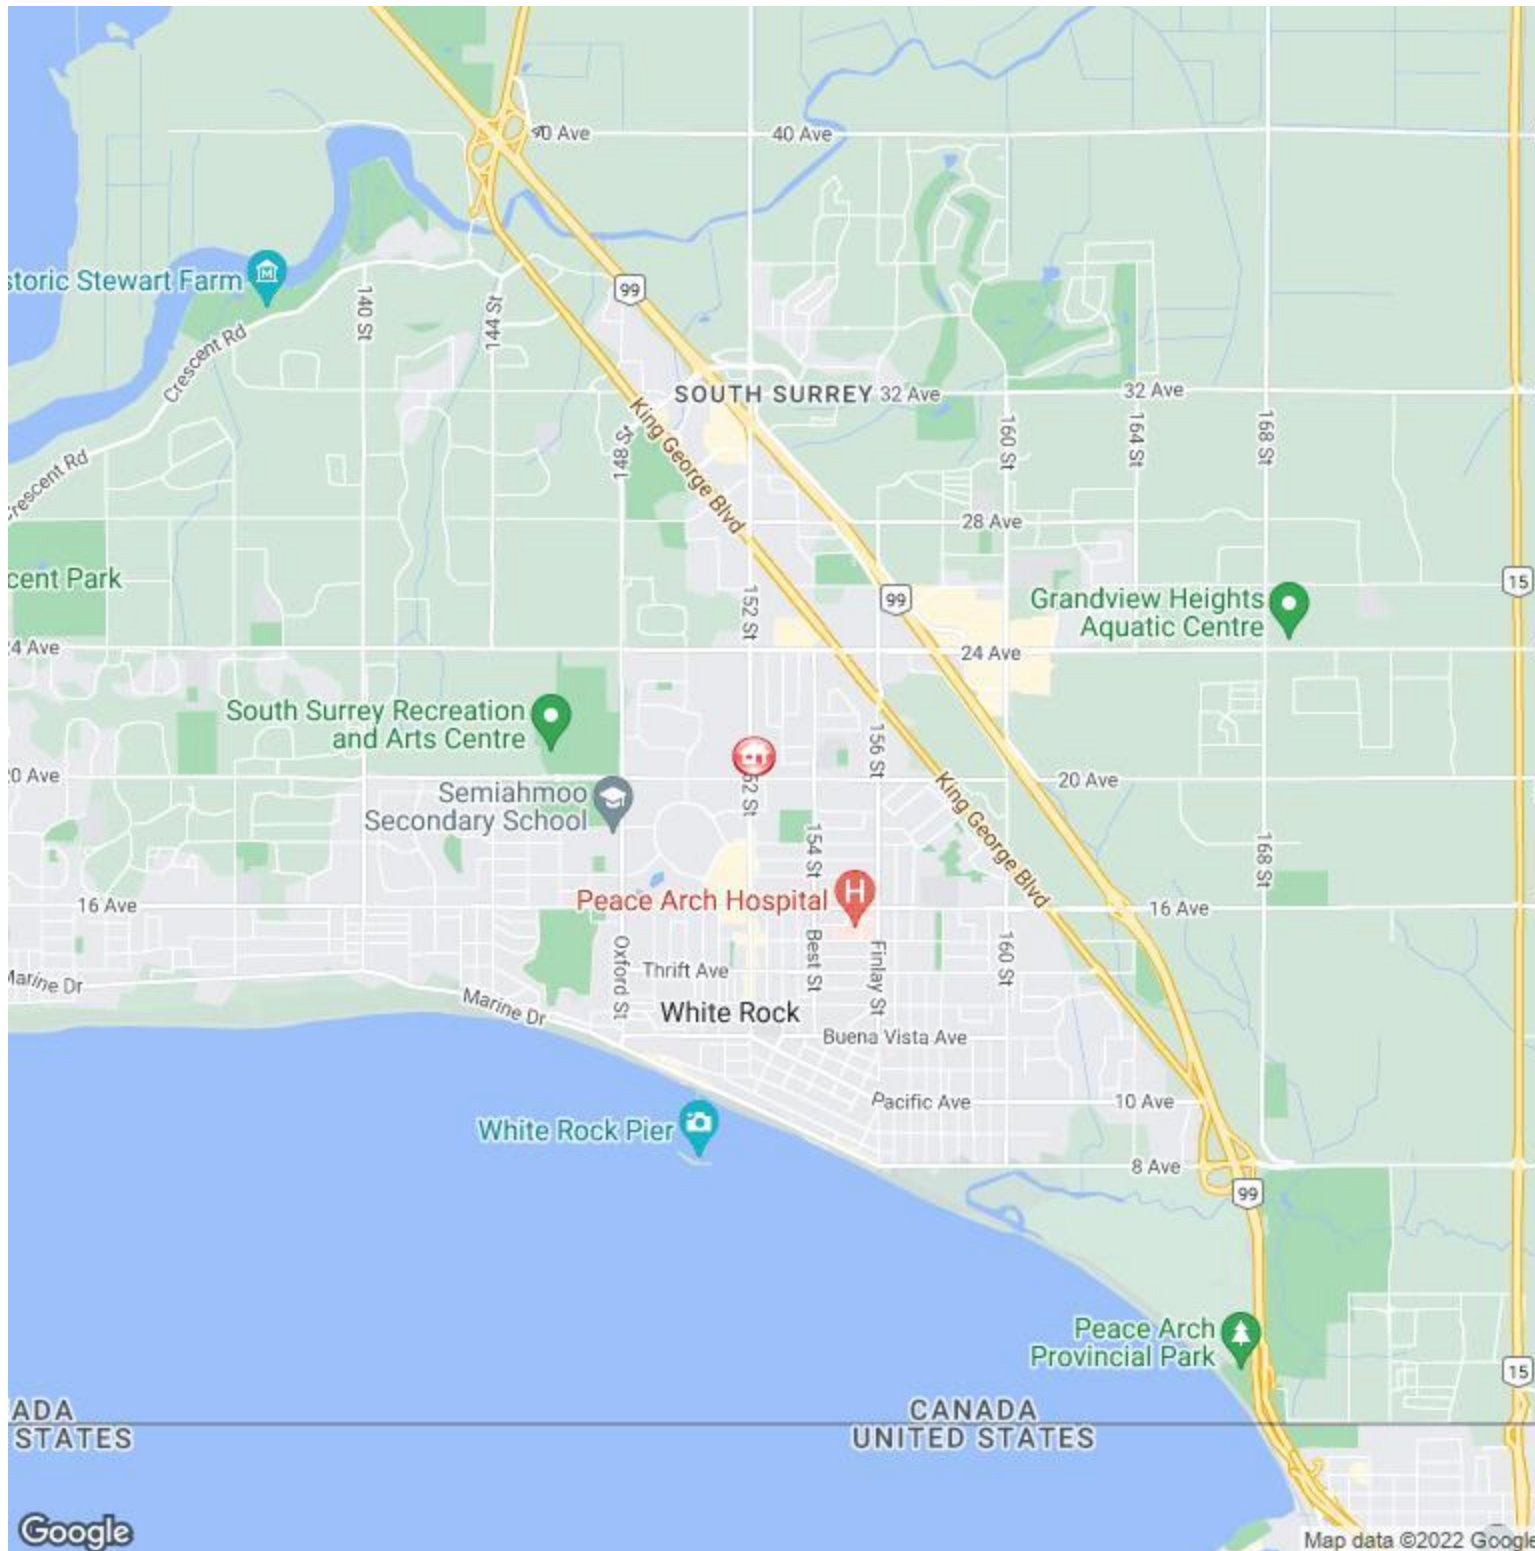 40 Ave
40 Ave
storic Stewart Farm
99
140 St
144 St
Crescent Rd
SOUTH SURREY
32 Ave
32 Ave
King George Blvd
148 St
160 St
164 St
168 St
rescent Rd
28 Ave
cent Park
15
152 St
99
Grandview Heights
Aquatic Centre
24 Ave
4 Ave
South Surrey Recreation
and Arts Centre
156 St
0 Ave
20 Ave
Semiahmoo
Secondary School
52 St
King George Blvd
154 St
168 St
Peace Arch Hospital
H
16 Ave
16 Ave
Oxford St
Best St
Finlay St
160 St
Thrift Ave
Marine Dr
Marine Dr
White Rock
Buena Vista Ave
Pacific Ave
10 Ave
White Rock Pier
8 Ave
99
Peace Arch
Provincial Park
15
ADA
STATES
CANADA
UNITED STATES
Google
Map data ©2022 Google